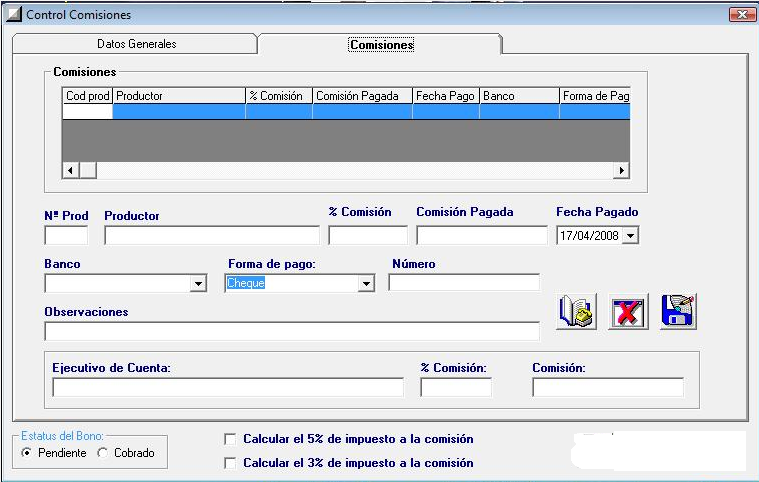 Control Comisiones
Datos Generales Comisiones
Comisiones
Cod prod Productor % Comisión Comisión Pagada Fecha Pago Banco Forma de Pag
Nª Prod Productor % Comisión Comisión Pagada Fecha Pagado
17/04/2008
Banco Forma de pago: Número
Cheque
Observaciones
Ejecutivo de Cuenta: % Comisión: Comisión:
Estatus del Bono:
Pendiente Cobrado
Calcular el 5% de impuesto a la comisión
Calcular el 3% de impuesto a la comisión